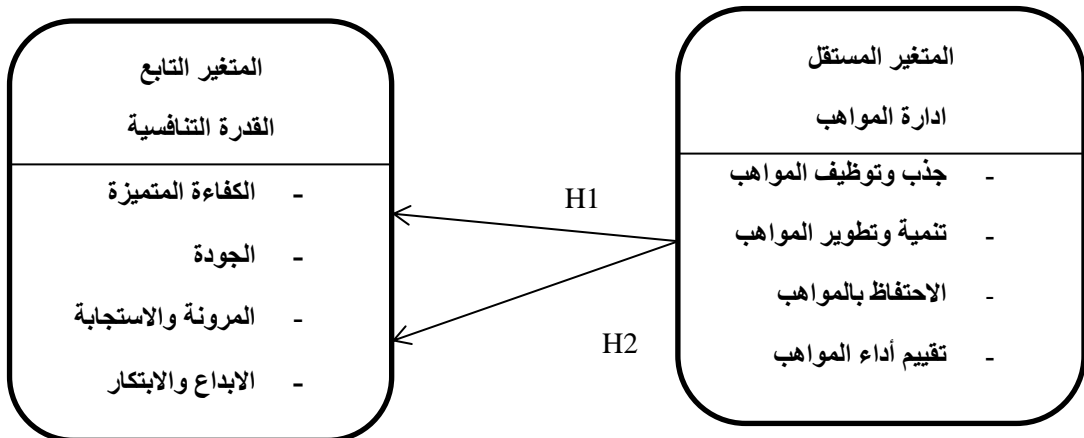 المتغير المستقل
ادارة المواهب
- جذب وتوظيف المواهب
- تنمية وتطوير المواهب
- الاحتفاظ بالمواهب
- تقييم أداء المواهب
H1
H2
المتغير التابع
القدرة التنافسية
- الكفاءة المتميزة
- الجودة
- المرونة والاستجابة
- الابداع والابتكار